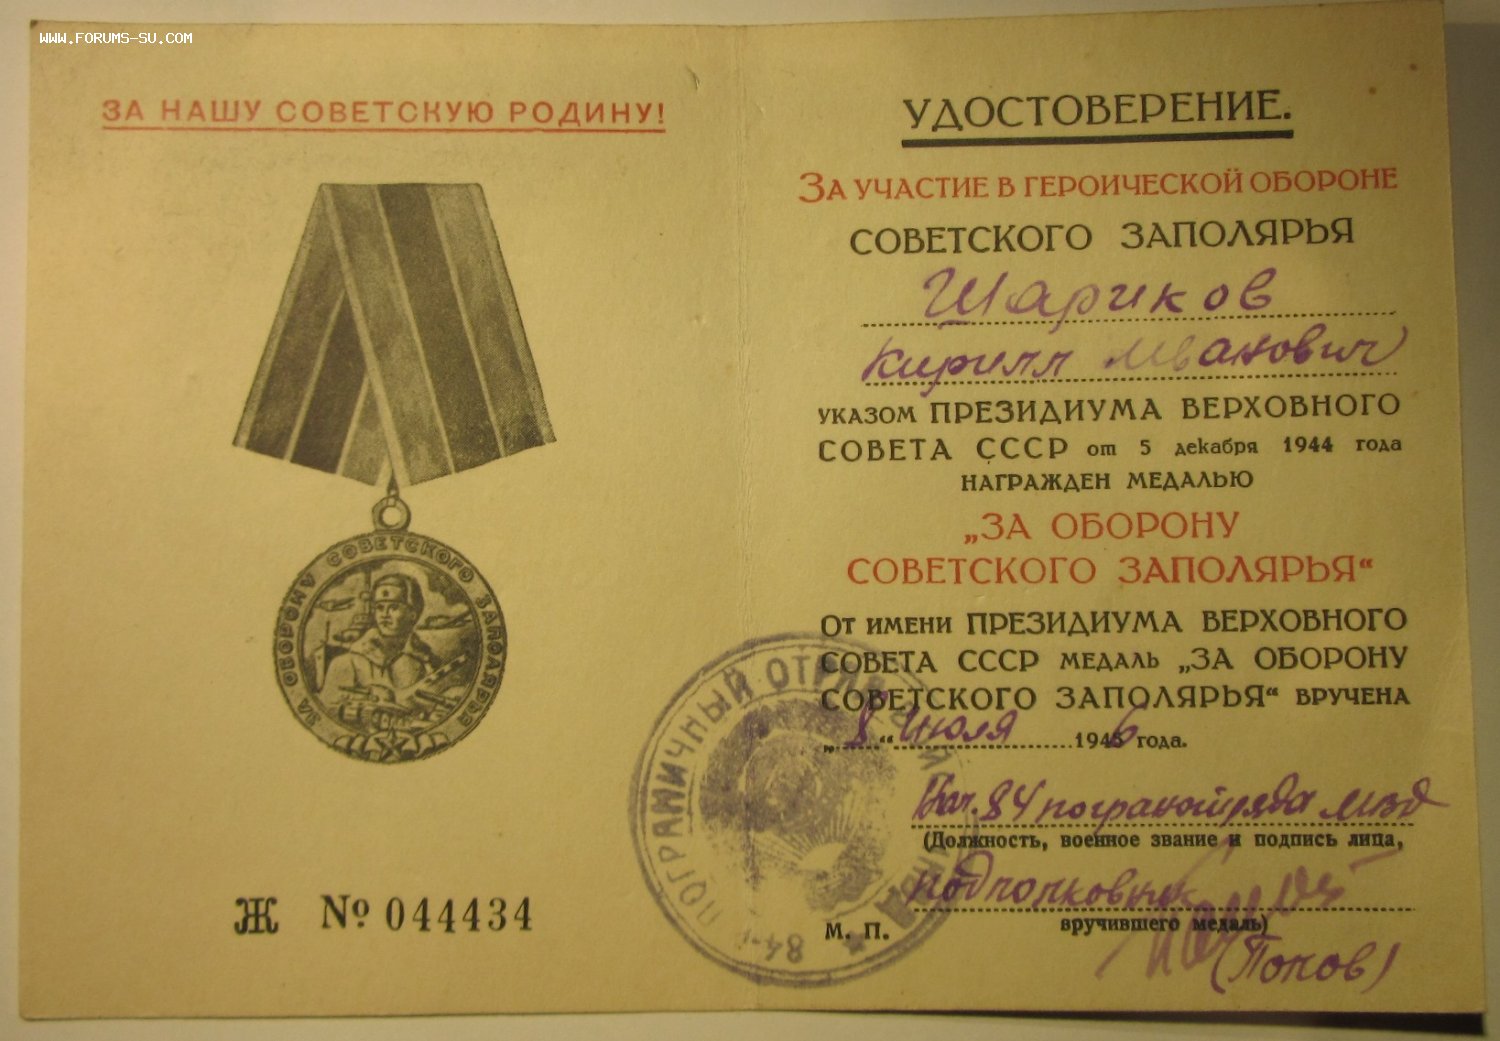 WWW.FORUMS-SU.COM
ЗА НАШУ СОВЕТСКУЮ РОДИНУ!
ЗА ОБОРОНУ СОВЕТСКОГО ЗАПОЛЯРЬЯ
Ж № 044434
УДОСТОВЕРЕНИЕ.
ЗА УЧАСТИЕ В ГЕРОИЧЕСКОЙ ОБОРОНЕ
СОВЕТСКОГО ЗАПОЛЯРЬЯ
Шариков
Кирилл Иванович
УКАЗОМ ПРЕЗИДИУМА ВЕРХОВНОГО
СОВЕТА СССР от 5 декабря 1944 года
НАГРАЖДЕН МЕДАЛЬЮ
„ЗА ОБОРОНУ
СОВЕТСКОГО ЗАПОЛЯРЬЯ“
ОТ ИМЕНИ ПРЕЗИДИУМА ВЕРХОВНОГО
СОВЕТА СССР МЕДАЛЬ „ЗА ОБОРОНУ
СОВЕТСКОГО ЗАПОЛЯРЬЯ“ ВРУЧЕНА
„8“ Июля 1946 года.
Нач. 84 погранотряда МВД
(Должность, военное звание и подпись лица,
подполковник
вручившего медаль)
М. П.
(Попов)
84-й ПОГРАНИЧНЫЙ ОТРЯД